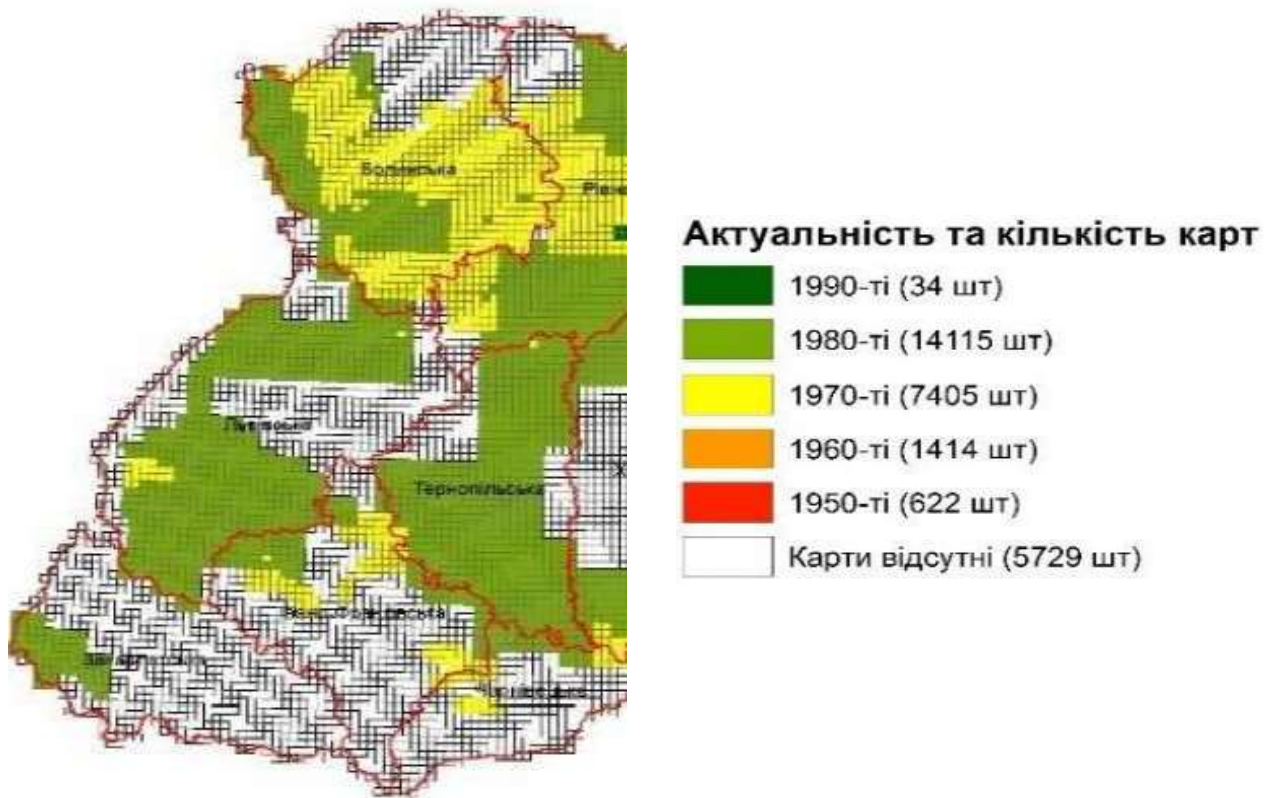 Волинська
Рівне
Львівська
Тернопільська
Х
Актуальність та кількість карт
1990-ті (34 шт)
1980-ті (14115 шт)
1970-ті (7405 шт)
1960-ті (1414 шт)
1950-ті (622 шт)
Карти відсутні (5729 шт)